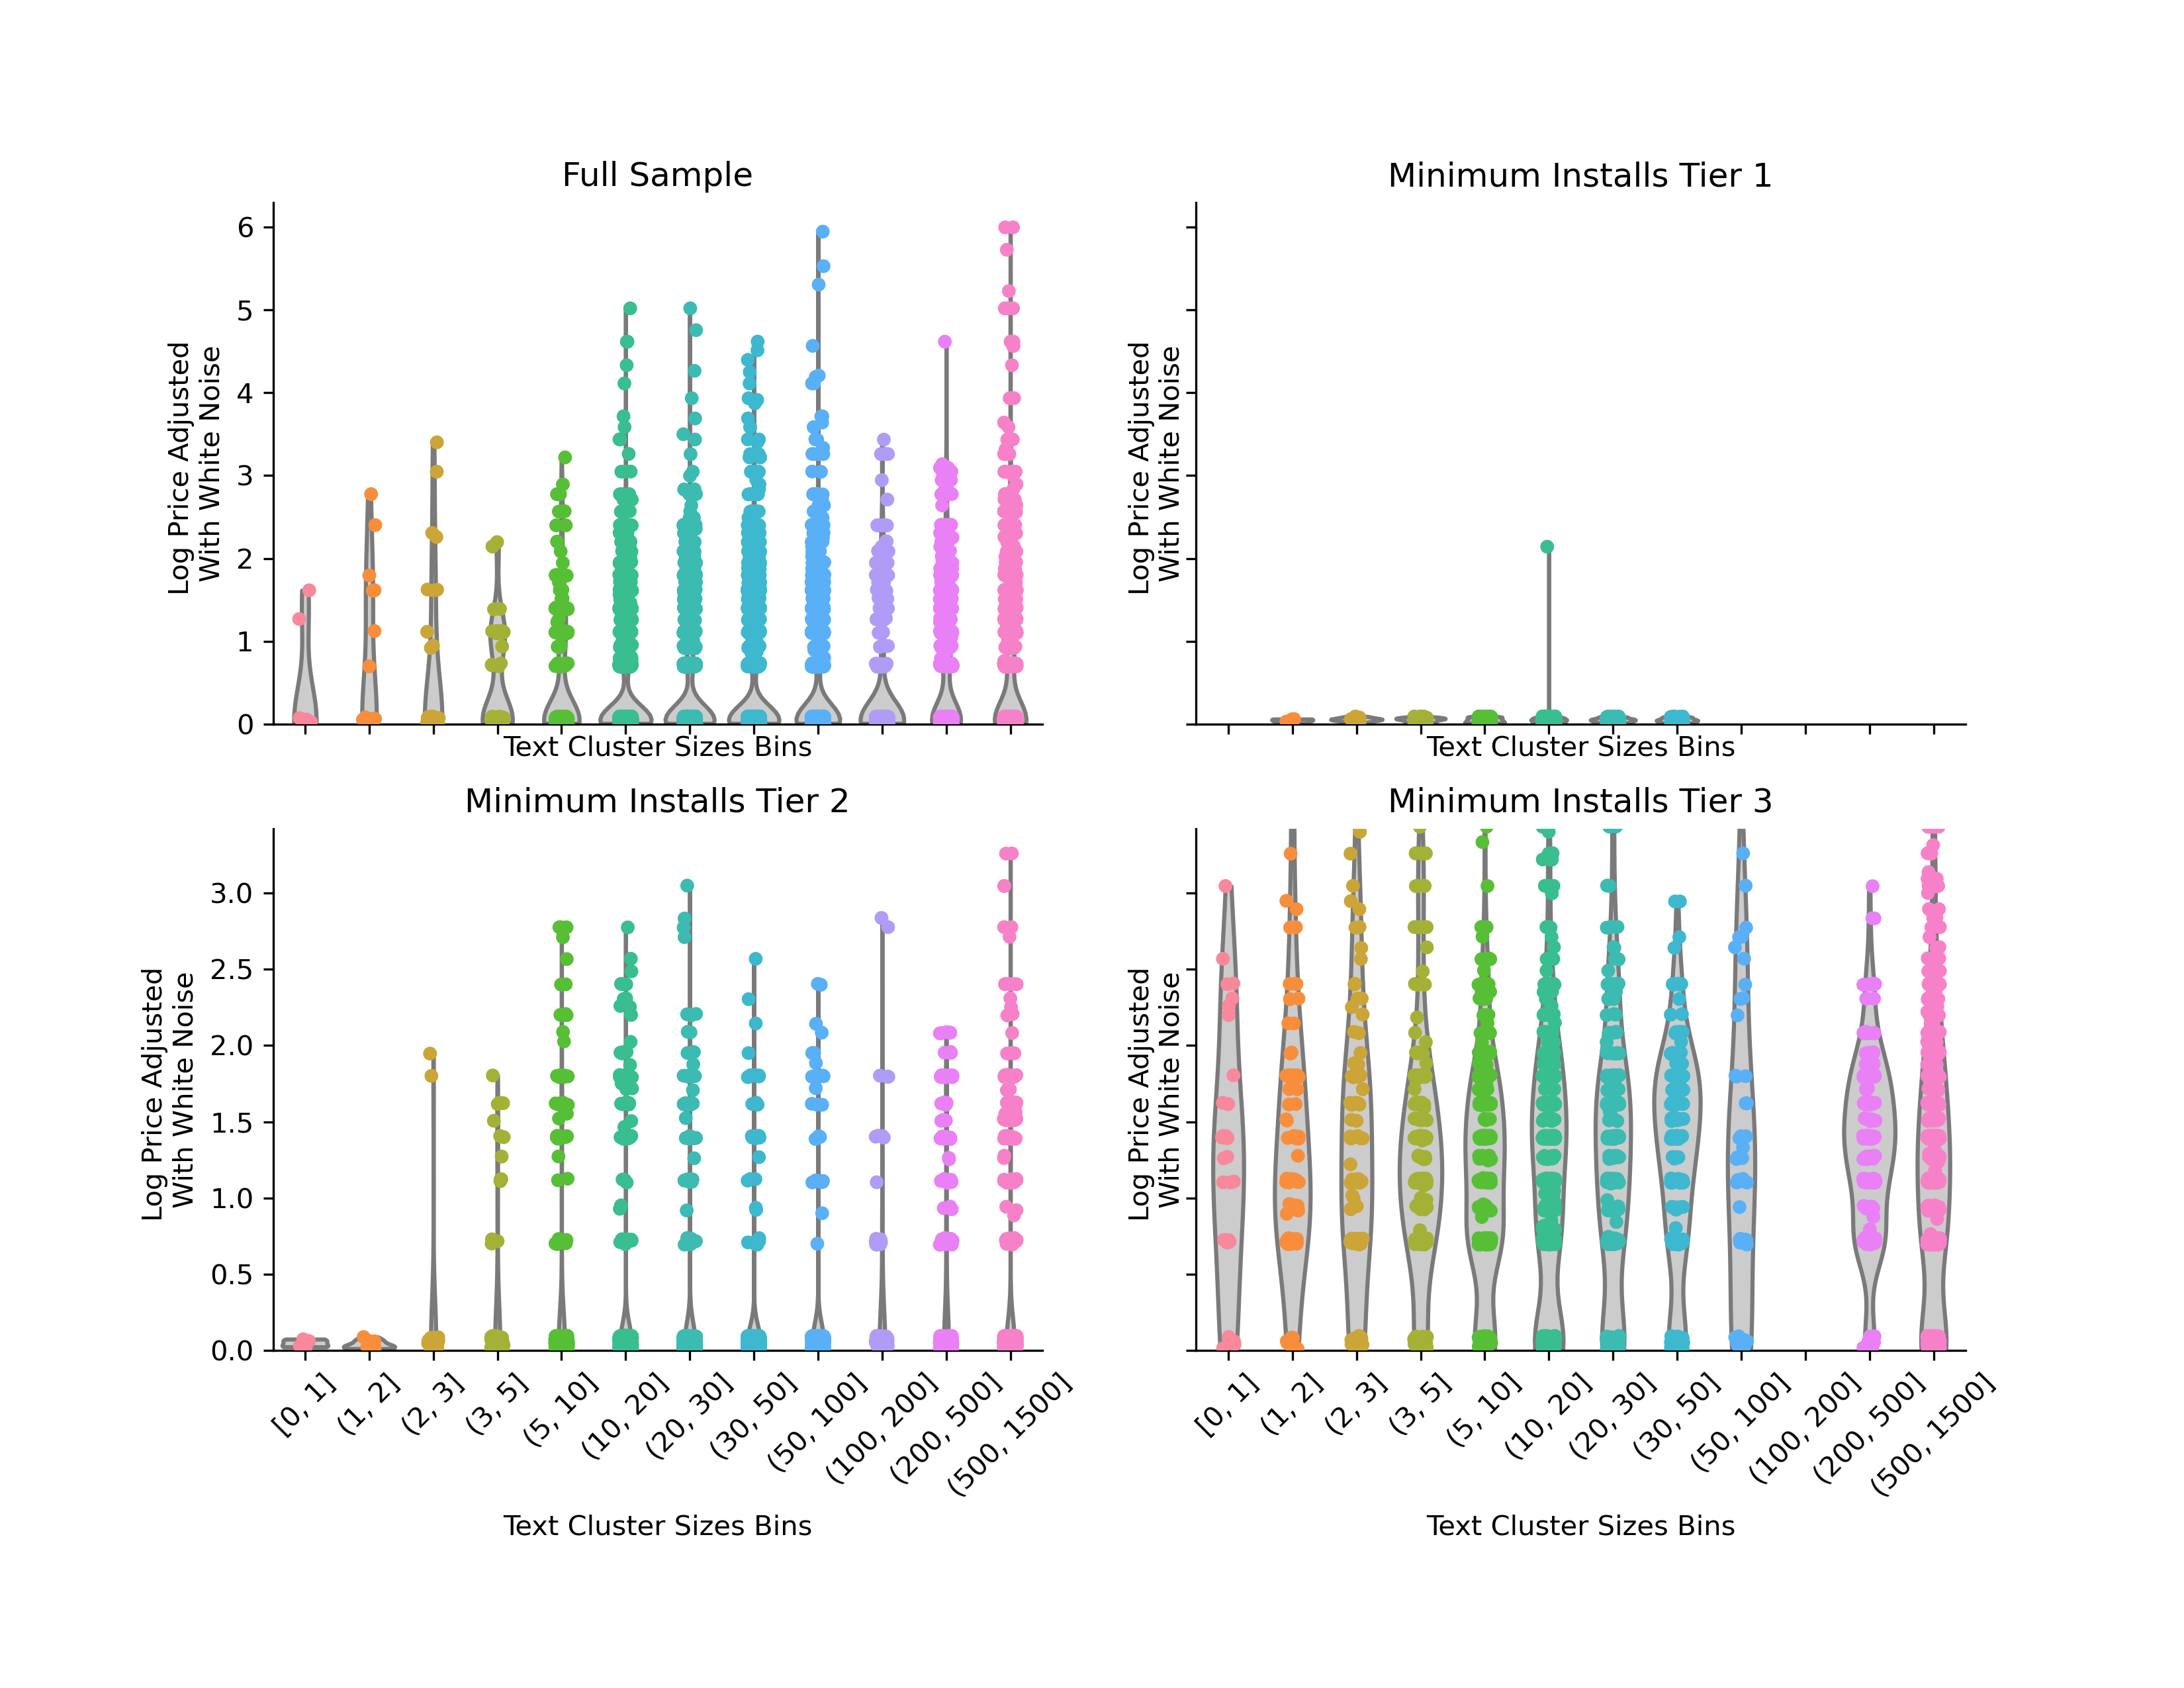 Full Sample
Minimum Installs Tier 1
Log Price Adjusted
With White Noise
6
5
4
3
2
1
0
Text Cluster Sizes Bins
Log Price Adjusted
With White Noise
Text Cluster Sizes Bins
Minimum Installs Tier 2
Minimum Installs Tier 3
Log Price Adjusted
With White Noise
3.0
2.5
2.0
1.5
1.0
0.5
0.0
[0, 1]
(1, 2]
(2, 3]
(3, 5]
(5, 10]
(10, 20]
(20, 30]
(30, 50]
(50, 100]
(100, 200]
(200, 500]
(500, 1500]
Text Cluster Sizes Bins
Log Price Adjusted
With White Noise
[0, 1]
(1, 2]
(2, 3]
(3, 5]
(5, 10]
(10, 20]
(20, 30]
(30, 50]
(50, 100]
(100, 200]
(200, 500]
(500, 1500]
Text Cluster Sizes Bins